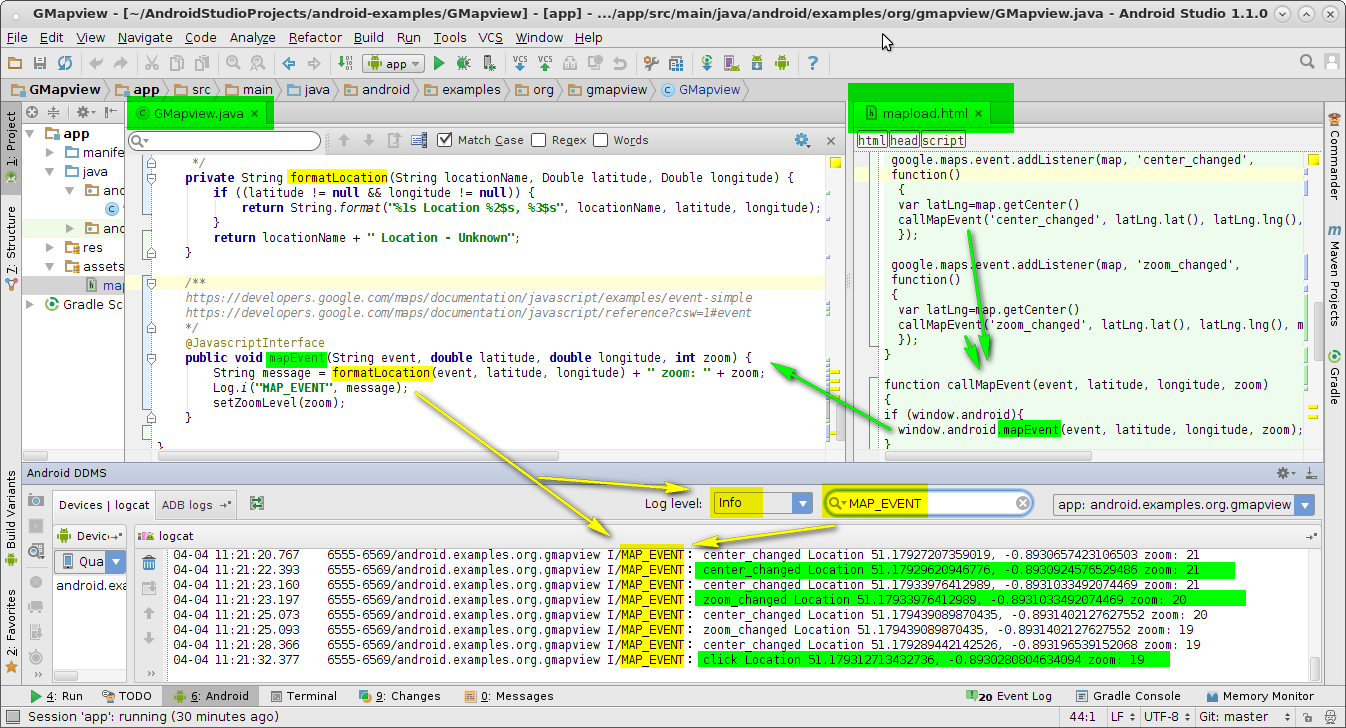 GMapview - [~/AndroidStudioProjects/android-examples/GMapview] - [app] - .../app/src/main/java/android/examples/org/gmapview/GMapview.java - Android Studio 1.1.0
File Edit View Navigate Code Analyze Refactor Build Run Tools VCS Window Help
app
VCS VCS
GMapview app src main java android examples org gmapview GMapview
1: Project
7: Structure
Build Variants
2: Favorites
app
manife
java
and
and
res
assets
map
Gradle Sc
GMapview.java
Match Case Regex Words
*/
private String formatLocation(String locationName, Double latitude, Double longitude) {
if ((latitude != null && longitude != null)) {
return String.format("%1s Location %2$s, %3$s", locationName, latitude, longitude);
}
return locationName + " Location - Unknown";
}
/**
https://developers.google.com/maps/documentation/javascript/examples/event-simple
https://developers.google.com/maps/documentation/javascript/reference?csw=1#event
*/
@JavascriptInterface
public void mapEvent(String event, double latitude, double longitude, int zoom) {
String message = formatLocation(event, latitude, longitude) + " zoom: " + zoom;
Log.i("MAP_EVENT", message);
setZoomLevel(zoom);
}
}
mapload.html
html head script
google.maps.event.addListener(map, 'center_changed',
function()
{
var latLng=map.getCenter()
callMapEvent('center_changed', latLng.lat(), latLng.lng(),
});
google.maps.event.addListener(map, 'zoom_changed',
function()
{
var latLng=map.getCenter()
callMapEvent('zoom_changed', latLng.lat(), latLng.lng(), m
});
}
function callMapEvent(event, latitude, longitude, zoom)
{
if (window.android){
window.android.mapEvent(event, latitude, longitude, zoom);
}
Commander
Maven Projects
Gradle
Android DDMS
Devices | logcat ADB logs
Log level: Info MAP_EVENT app: android.examples.org.gmapview
Devic
Qua
android.exa
logcat
04-04 11:21:20.767 6555-6569/android.examples.org.gmapview I/MAP_EVENT: center_changed Location 51.17927207359019, -0.8930657423106503 zoom: 21
04-04 11:21:22.393 6555-6569/android.examples.org.gmapview I/MAP_EVENT: center_changed Location 51.17929620946776, -0.8930924576529486 zoom: 21
04-04 11:21:23.160 6555-6569/android.examples.org.gmapview I/MAP_EVENT: center_changed Location 51.17933976412989, -0.8931033492074469 zoom: 21
04-04 11:21:23.197 6555-6569/android.examples.org.gmapview I/MAP_EVENT: zoom_changed Location 51.17933976412989, -0.8931033492074469 zoom: 20
04-04 11:21:25.073 6555-6569/android.examples.org.gmapview I/MAP_EVENT: center_changed Location 51.179439089870435, -0.8931402127627552 zoom: 20
04-04 11:21:25.093 6555-6569/android.examples.org.gmapview I/MAP_EVENT: zoom_changed Location 51.179439089870435, -0.8931402127627552 zoom: 19
04-04 11:21:28.366 6555-6569/android.examples.org.gmapview I/MAP_EVENT: center_changed Location 51.179289442142526, -0.893196539152068 zoom: 19
04-04 11:21:32.377 6555-6569/android.examples.org.gmapview I/MAP_EVENT: click Location 51.179312713432736, -0.8930280804634094 zoom: 19
4: Run TODO 6: Android Terminal 9: Changes 0: Messages 20 Event Log Gradle Console Memory Monitor
Session 'app': running (30 minutes ago) 44:1 LF UTF-8 Git: master